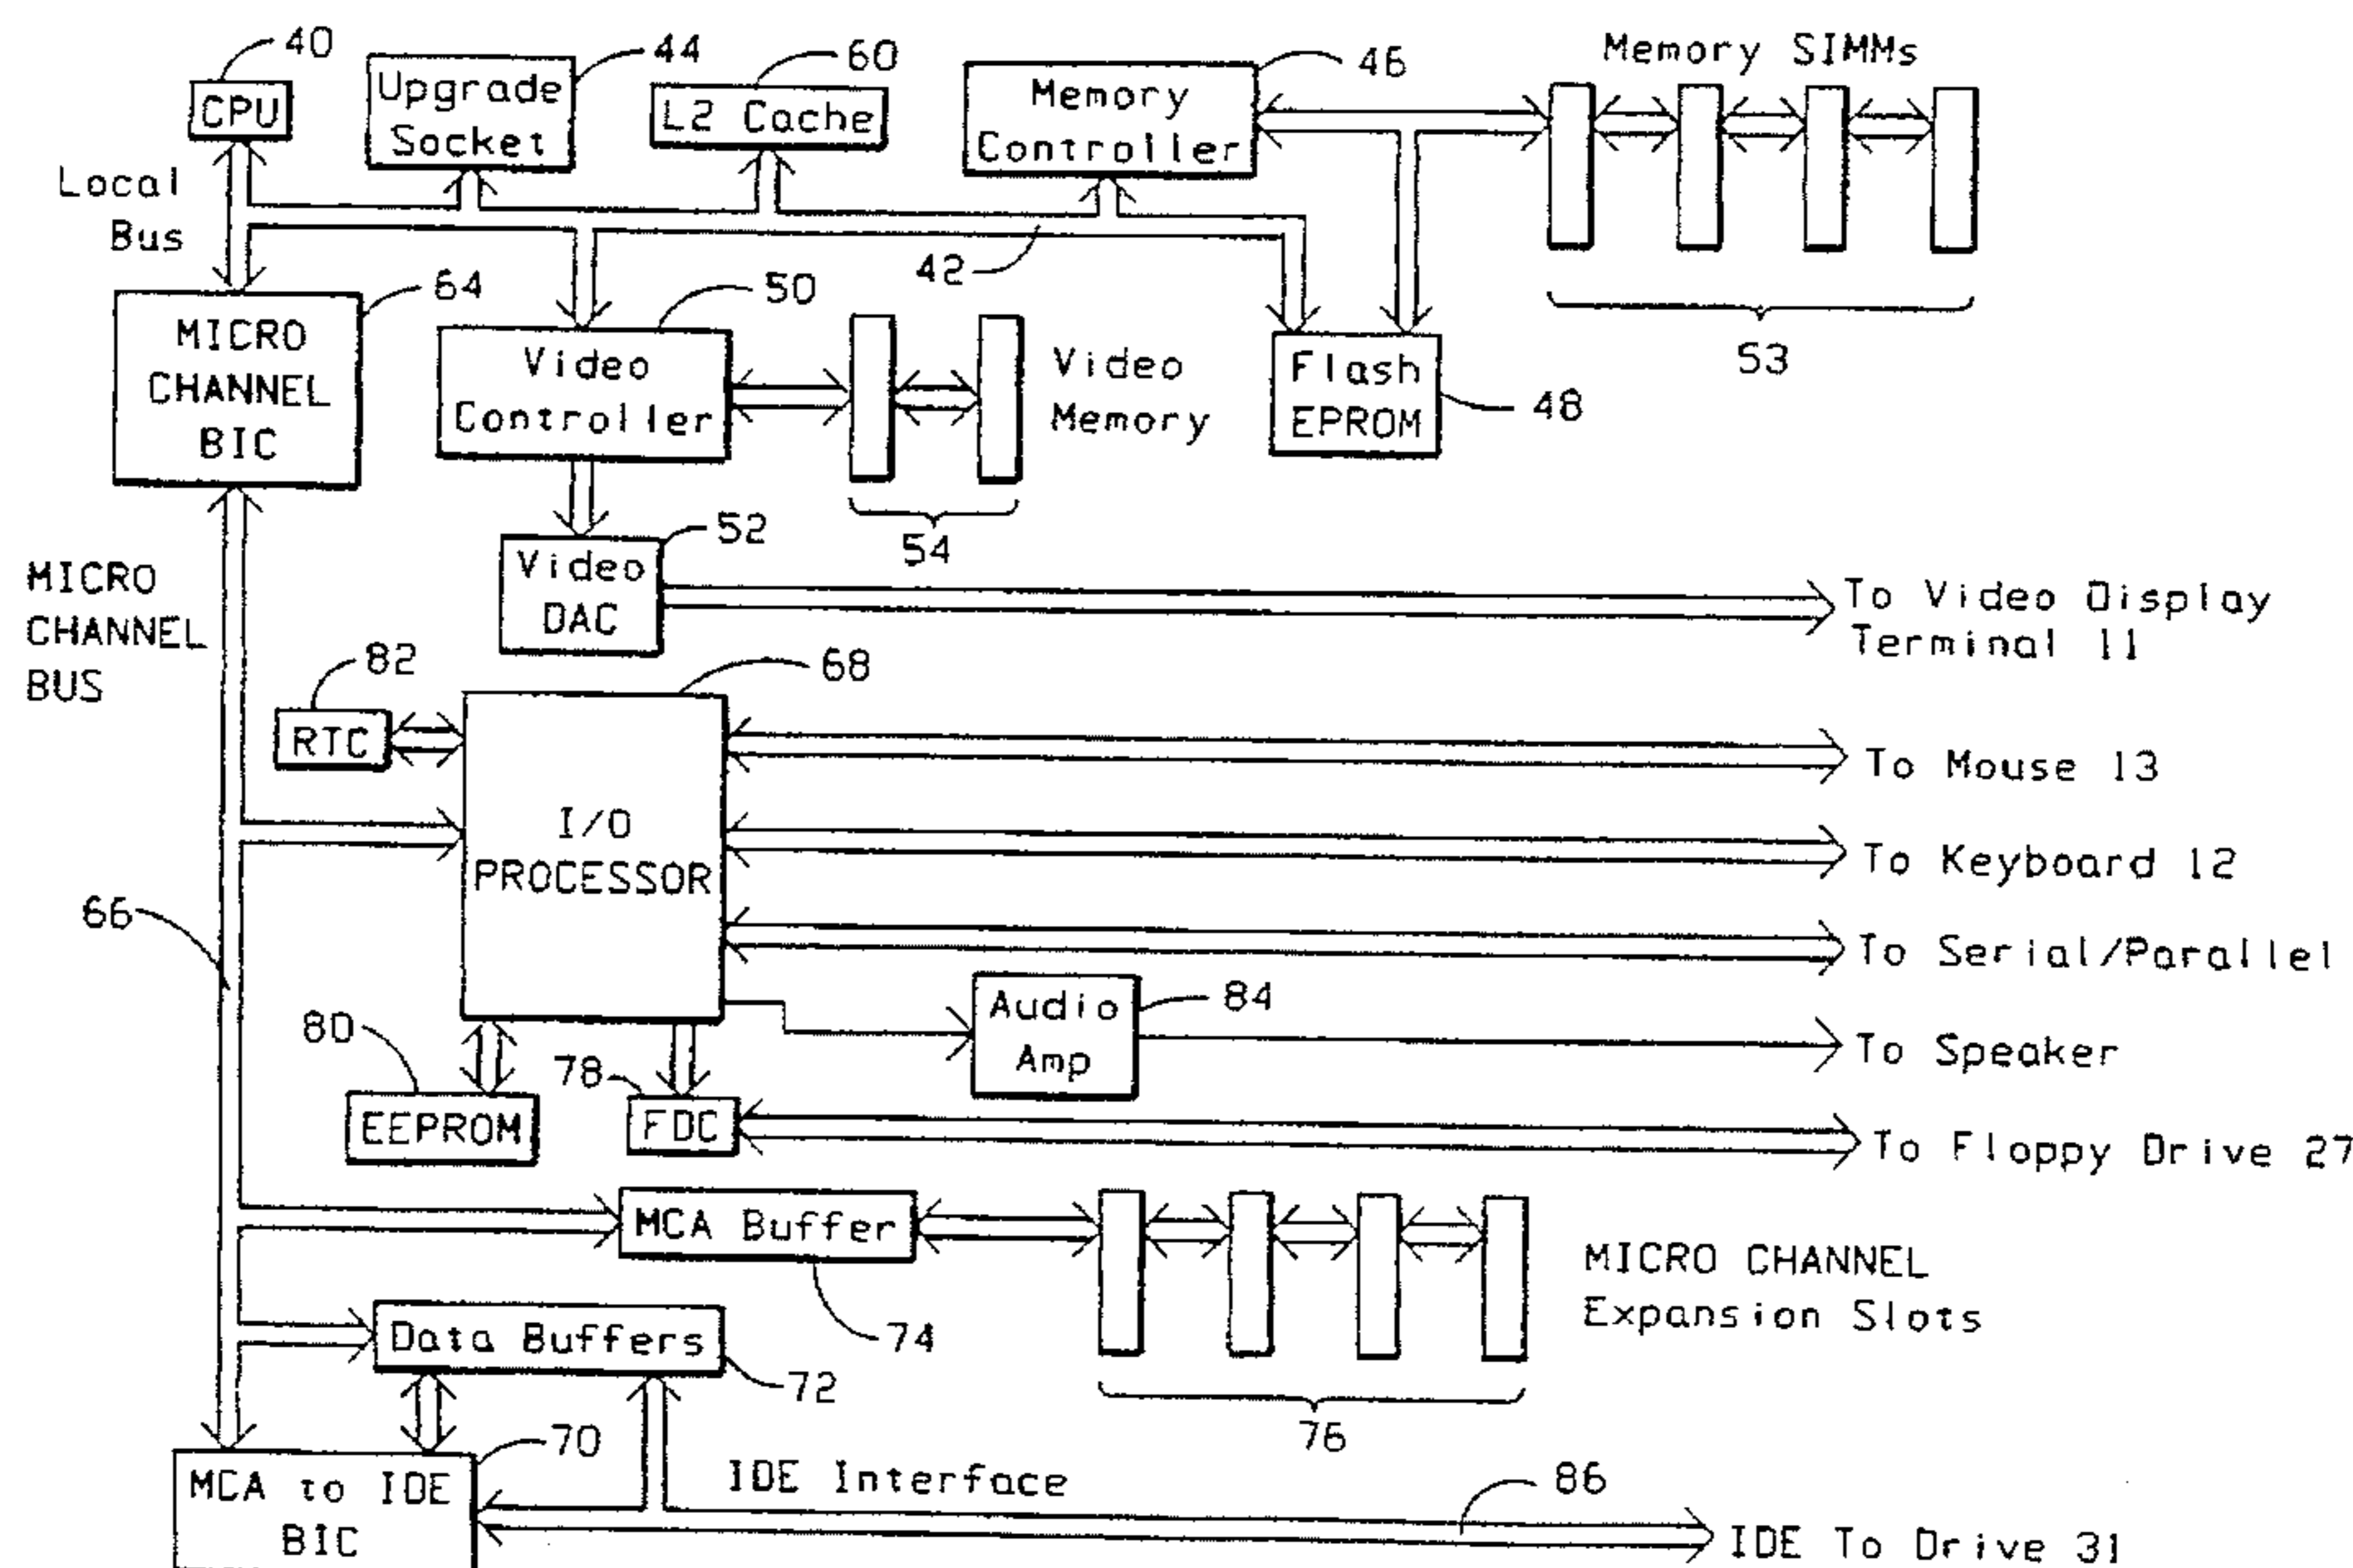 40
44
60
46
Memory SIMMs
CPU
Upgrade
Socket
L2 Cache
Memory
Controller
Local
Bus
42
64
50
MICRO
CHANNEL
BIC
Video
Controller
Video
Memory
Flash
EPROM
48
53
54
52
Video
DAC
MICRO
CHANNEL
BUS
To Video Display
Terminal 11
82
68
RTC
To Mouse 13
I/O
PROCESSOR
To Keyboard 12
66
To Serial/Parallel
Audio
Amp
84
To Speaker
80
78
EEPROM
FDC
To Floppy Drive 27
MCA Buffer
74
MICRO CHANNEL
Expansion Slots
Data Buffers
72
76
70
MCA to IDE
BIC
IDE Interface
86
IDE To Drive 31